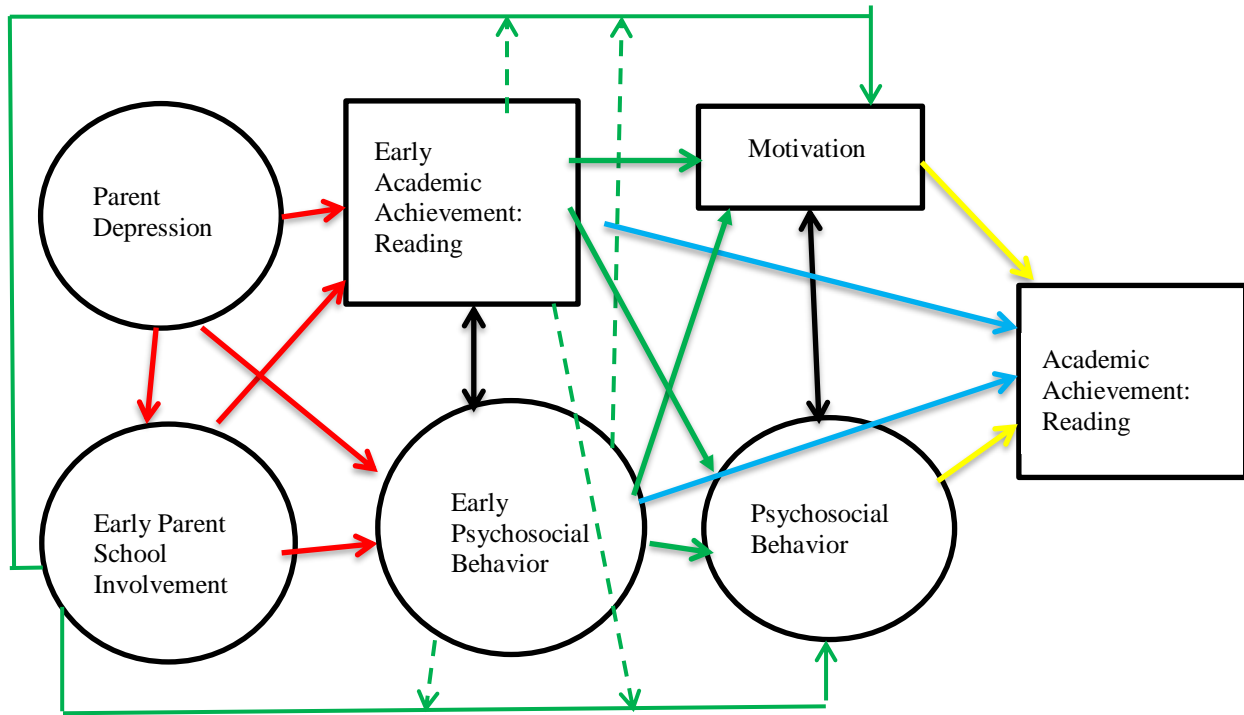 Parent
Depression
Early
Academic
Achievement:
Reading
Motivation
Academic
Achievement:
Reading
Early Parent
School
Involvement
Early
Psychosocial
Behavior
Psychosocial
Behavior